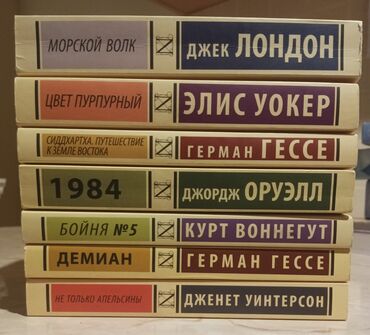 МОРСКОЙ ВОЛК ДЖЕК ЛОНДОН
ЦВЕТ ПУРПУРНЫЙ ЭЛИС УОКЕР
СИДДХАРТХА. ПУТЕШЕСТВИЕ
К ЗЕМЛЕ ВОСТОКА ГЕРМАН ГЕССЕ
1984 ДЖОРДЖ ОРУЭЛЛ
БОЙНЯ №5 КУРТ ВОННЕГУТ
ДЕМИАН ГЕРМАН ГЕССЕ
НЕ ТОЛЬКО АПЕЛЬСИНЫ ДЖЕНЕТ УИНТЕРСОН